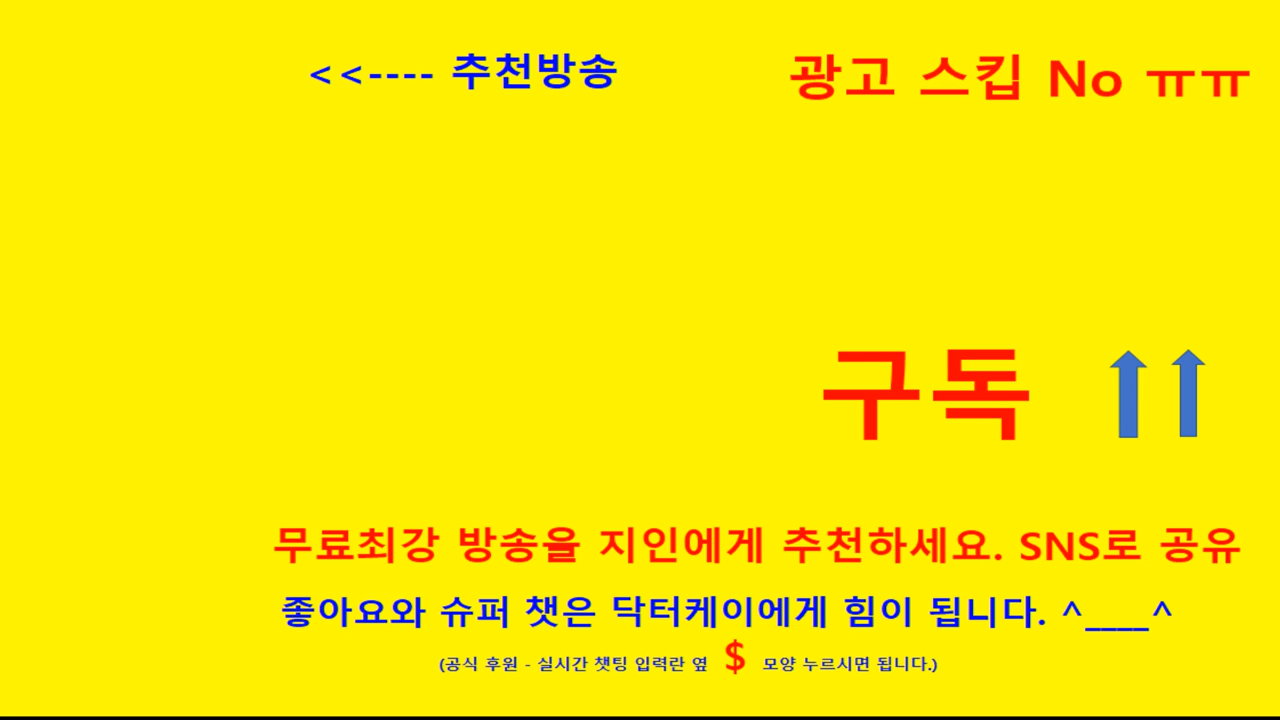 <<---- 추천방송
광고 스킵 No ㅠㅠ
구독
무료최강 방송을 지인에게 추천하세요. SNS로 공유
좋아요와 슈퍼 챗은 닥터케이에게 힘이 됩니다. ^____^
(공식 후원 - 실시간 챗팅 입력란 옆 $ 모양 누르시면 됩니다.)